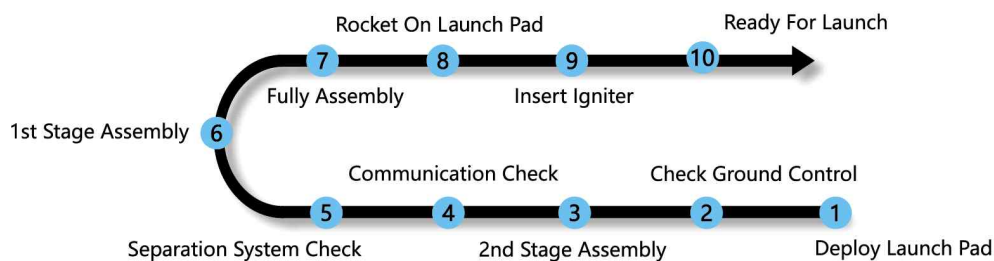 Rocket On Launch Pad
Ready For Launch
7
8
9
10
Fully Assembly
Insert Igniter
1st Stage Assembly
6
Communication Check
Check Ground Control
5
4
3
2
1
Separation System Check
2nd Stage Assembly
Deploy Launch Pad